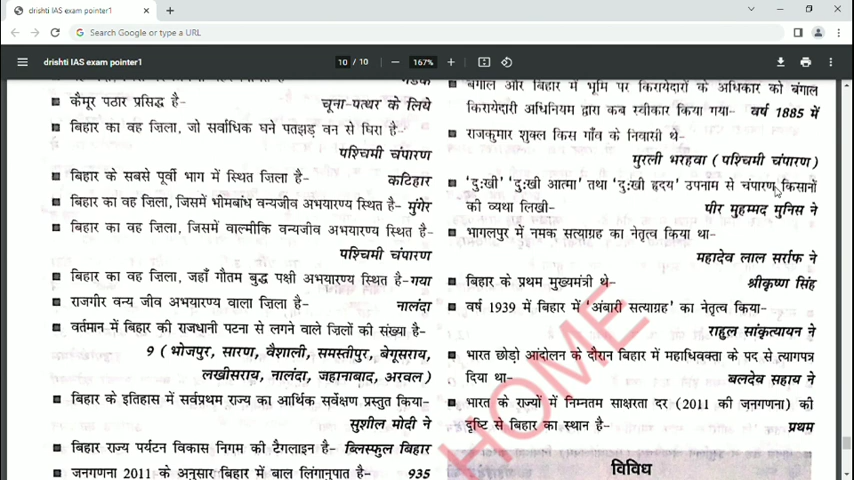 drishti IAS exam pointer1
Search Google or type a URL
drishti IAS exam pointer1
10 / 10
167%
कैमूर पठार प्रसिद्ध है-
चूना-पत्थर के लिये
बिहार का वह ज़िला, जो सर्वाधिक घने पतझड़ वन से घिरा है-
पश्चिमी चंपारण
बिहार के सबसे पूर्वी भाग में स्थित ज़िला है-
कटिहार
बिहार का वह ज़िला, जिसमें भीमबांध वन्यजीव अभयारण्य स्थित है- मुंगेर
बिहार का वह ज़िला, जिसमें वाल्मीकि वन्यजीव अभयारण्य स्थित है-
पश्चिमी चंपारण
बिहार का वह ज़िला, जहाँ गौतम बुद्ध पक्षी अभयारण्य स्थित है-गया
राजगीर वन्य जीव अभयारण्य वाला ज़िला है-
नालंदा
वर्तमान में बिहार की राजधानी पटना से लगने वाले ज़िलों की संख्या है-
9 (भोजपुर, सारण, वैशाली, समस्तीपुर, बेगूसराय,
लखीसराय, नालंदा, जहानाबाद, अरवल)
बिहार के इतिहास में सर्वप्रथम राज्य का आर्थिक सर्वेक्षण प्रस्तुत किया-
सुशील मोदी ने
बिहार राज्य पर्यटन विकास निगम की टैगलाइन है- ब्लिसफुल बिहार
जनगणना 2011 के अनुसार बिहार में बाल लिंगानुपात है- 935
बंगाल और बिहार में भूमि पर किरायेदारों के अधिकार को बंगाल
किरायेदारी अधिनियम द्वारा कब स्वीकार किया गया- वर्ष 1885 में
राजकुमार शुक्ल किस गाँव के निवासी थे-
मुरली भरहवा (पश्चिमी चंपारण)
'दुःखी' 'दुःखी आत्मा' तथा 'दुःखी हृदय' उपनाम से चंपारण किसानों
की व्यथा लिखी-
पीर मुहम्मद मुनिस ने
भागलपुर में नमक सत्याग्रह का नेतृत्व किया था-
महादेव लाल सर्राफ ने
बिहार के प्रथम मुख्यमंत्री थे-
श्रीकृष्ण सिंह
वर्ष 1939 में बिहार में 'अंबारी सत्याग्रह' का नेतृत्व किया-
राहुल सांकृत्यायन ने
भारत छोड़ो आंदोलन के दौरान बिहार में महाधिवक्ता के पद से त्यागपत्र
दिया था-
बलदेव सहाय ने
भारत के राज्यों में निम्नतम साक्षरता दर (2011 की जनगणना) की
दृष्टि से बिहार का स्थान है-
प्रथम
HOME
विविध